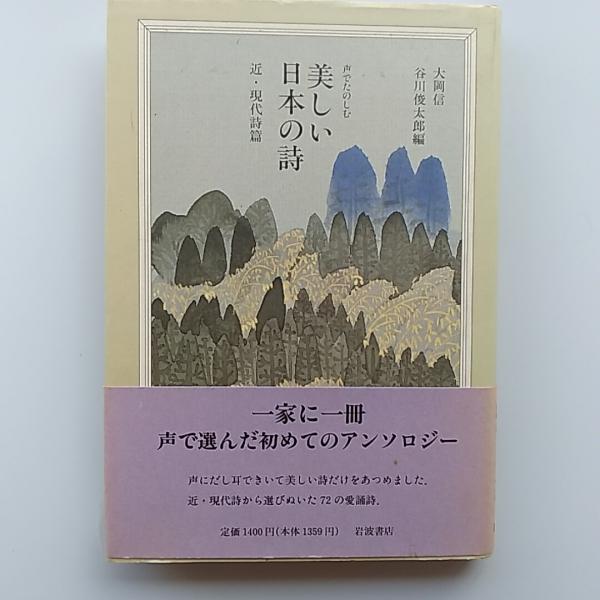 大岡信
谷川俊太郎編
声でたのしむ
美しい
日本の詩
近・現代詩篇
一家に一冊
声で選んだ初めてのアンソロジー
声にだし耳できいて美しい詩だけをあつめました。
近・現代詩から選びぬいた72の愛誦詩。
定価1400円(本体1359円) 岩波書店